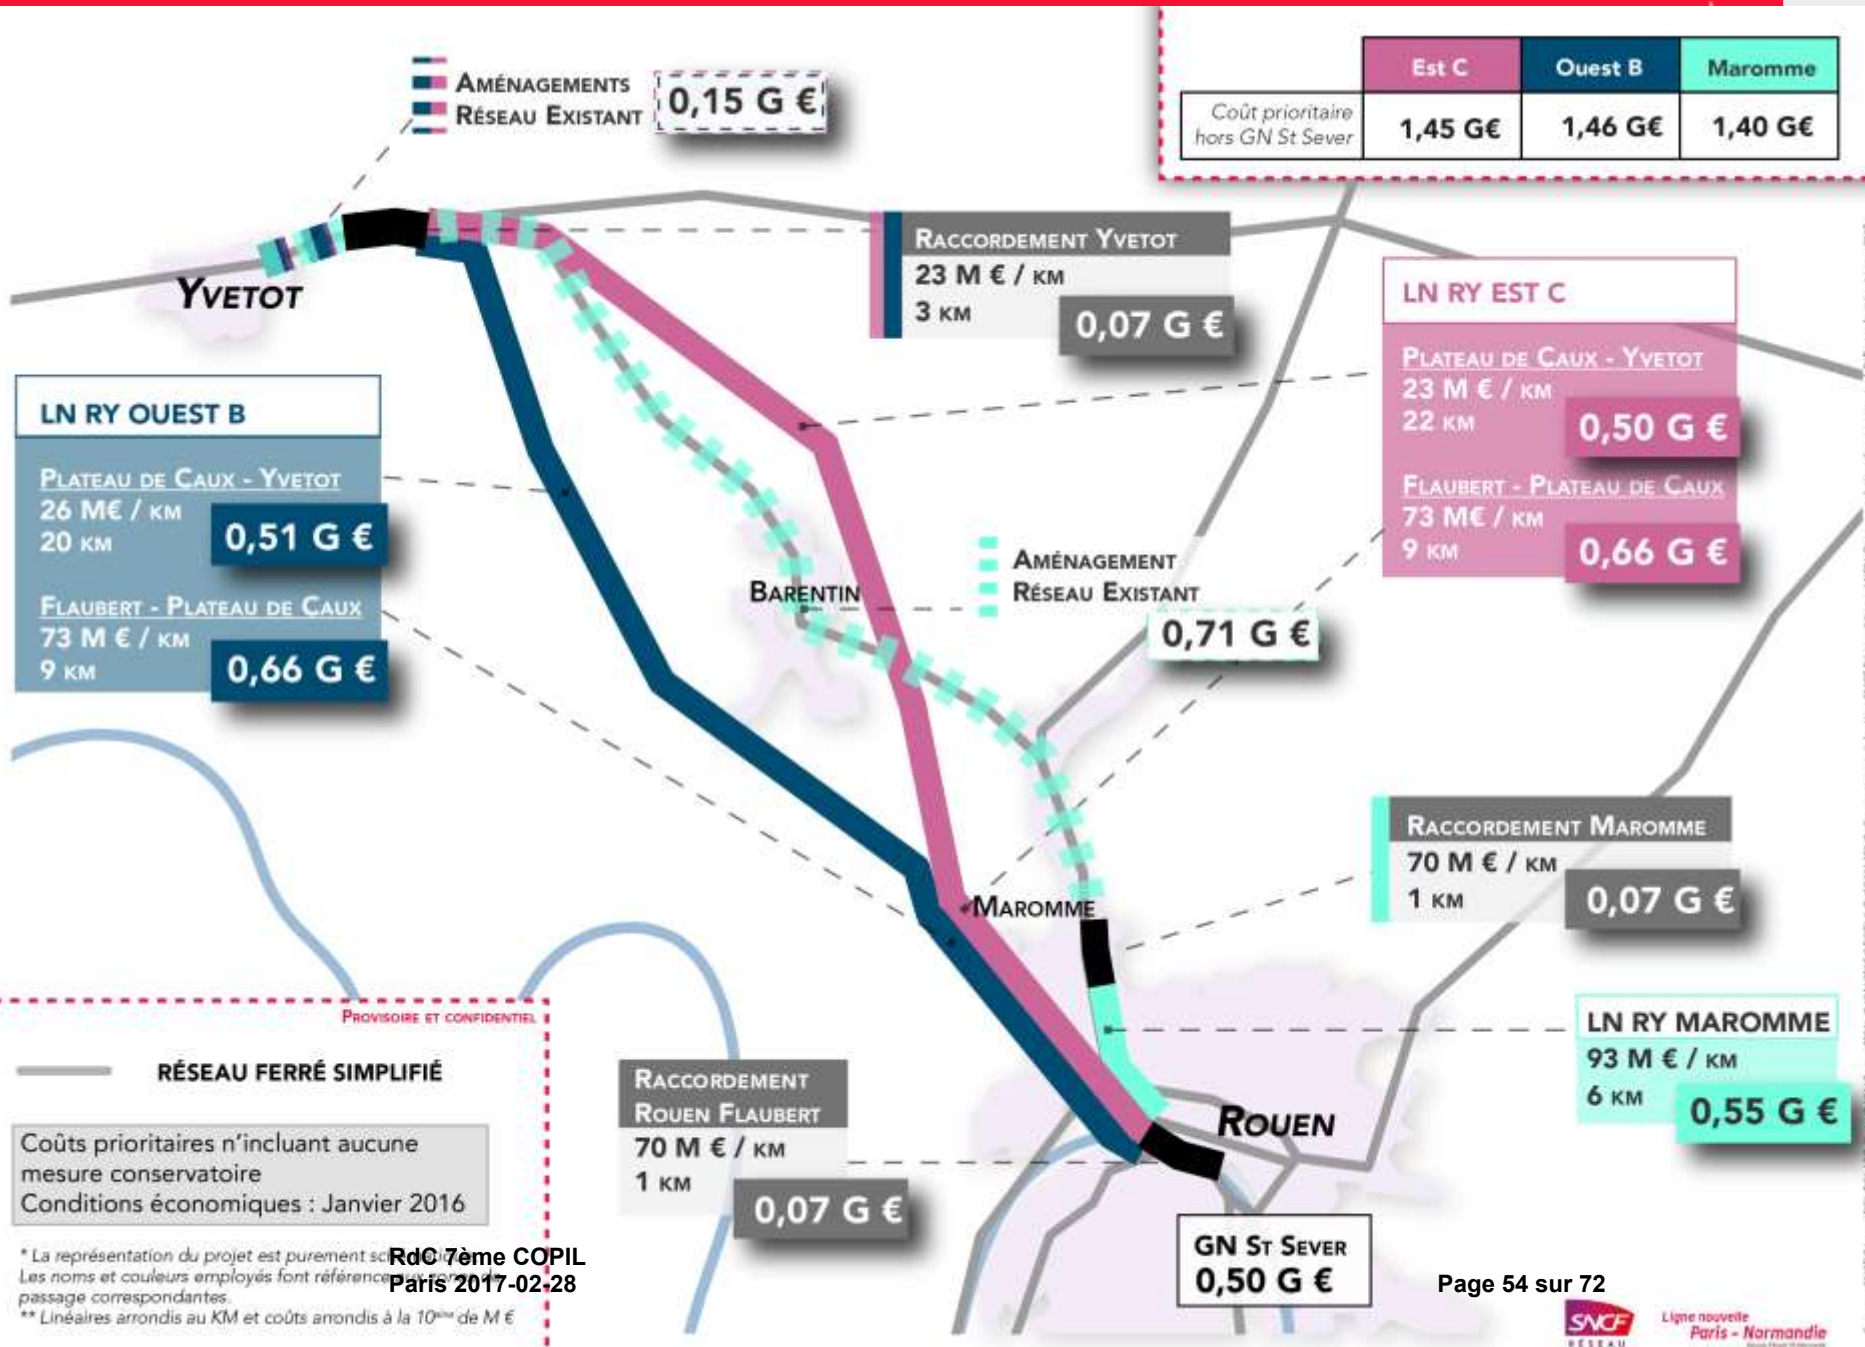 AMÉNAGEMENTS
RÉSEAU EXISTANT
0,15 G €
Est C
Ouest B
Maromme
Coût prioritaire
hors GN St Sever
1,45 G€
1,46 G€
1,40 G€
YVETOT
RACCORDEMENT YVETOT
23 M € / KM
3 KM
0,07 G €
LN RY EST C
PLATEAU DE CAUX - YVETOT
23 M € / KM
22 KM
0,50 G €
FLAUBERT - PLATEAU DE CAUX
73 M€ / KM
9 KM
0,66 G €
LN RY OUEST B
PLATEAU DE CAUX - YVETOT
26 M€ / KM
20 KM
0,51 G €
FLAUBERT - PLATEAU DE CAUX
73 M € / KM
9 KM
0,66 G €
BARENTIN
AMÉNAGEMENT
RÉSEAU EXISTANT
0,71 G €
RACCORDEMENT MAROMME
70 M € / KM
1 KM
0,07 G €
MAROMME
LN RY MAROMME
93 M € / KM
6 KM
0,55 G €
PROVISOIRE ET CONFIDENTIEL
RÉSEAU FERRÉ SIMPLIFIÉ
Coûts prioritaires n'incluant aucune
mesure conservatoire
Conditions économiques : Janvier 2016
RACCORDEMENT
ROUEN FLAUBERT
70 M € / KM
1 KM
0,07 G €
ROUEN
GN ST SEVER
0,50 G €
* La représentation du projet est purement
Les noms et couleurs employés font référence
passage correspondantes.
** Linéaires arrondis au KM et coûts arrondis à la 10ème de M €
RdC 7ème COPIL
Paris 2017-02-28
Page 54 sur 72
SNCF
RÉSEAU
Ligne nouvelle
Paris - Normandie